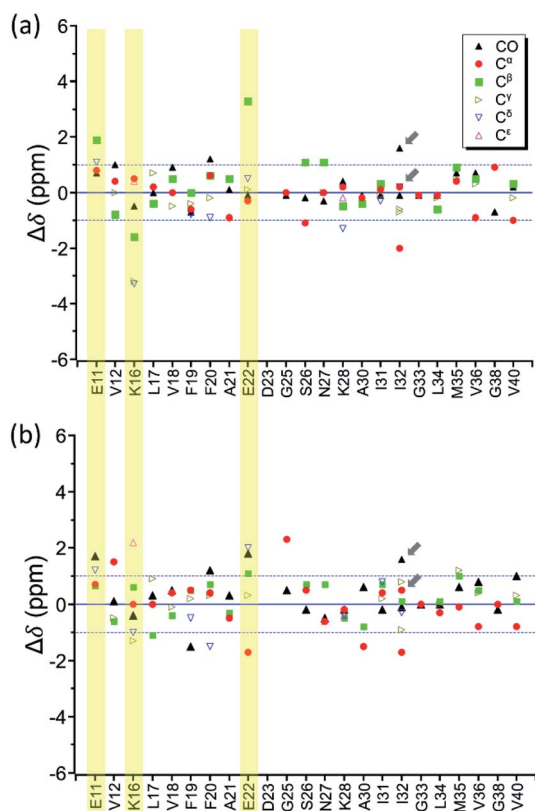 (a)
6
4
2
0
-2
-4
-6
Δδ (ppm)
CO
Cα
Cβ
Cγ
Cδ
Cε
E11 V12 K16 L17 V18 F19 F20 A21 E22 D23 G25 S26 N27 K28 A30 I31 I32 G33 L34 M35 V36 G38 V40
(b)
6
4
2
0
-2
-4
-6
Δδ (ppm)
E11 V12 K16 L17 V18 F19 F20 A21 E22 D23 G25 S26 N27 K28 A30 I31 I32 G33 L34 M35 V36 G38 V40